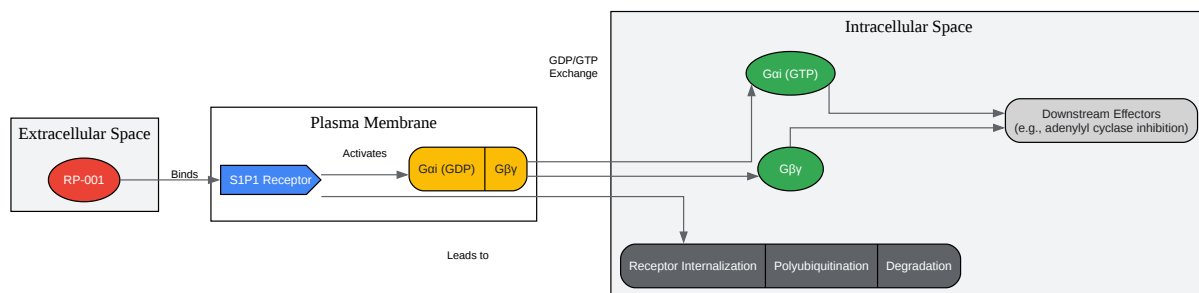 Extracellular Space
RP-001
Binds
Plasma Membrane
S1P1 Receptor
Activates
Gαi (GDP)
Gβγ
Leads to
GDP/GTP
Exchange
Intracellular Space
Gαi (GTP)
Gβγ
Downstream Effectors
(e.g., adenylyl cyclase inhibition)
Receptor Internalization
Polyubiquitination
Degradation